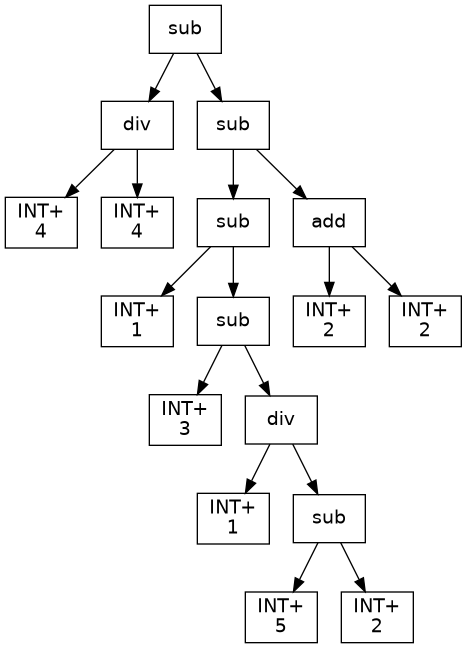 sub
div
sub
INT+
4
INT+
4
sub
add
INT+
1
sub
INT+
2
INT+
2
INT+
3
div
INT+
1
sub
INT+
5
INT+
2